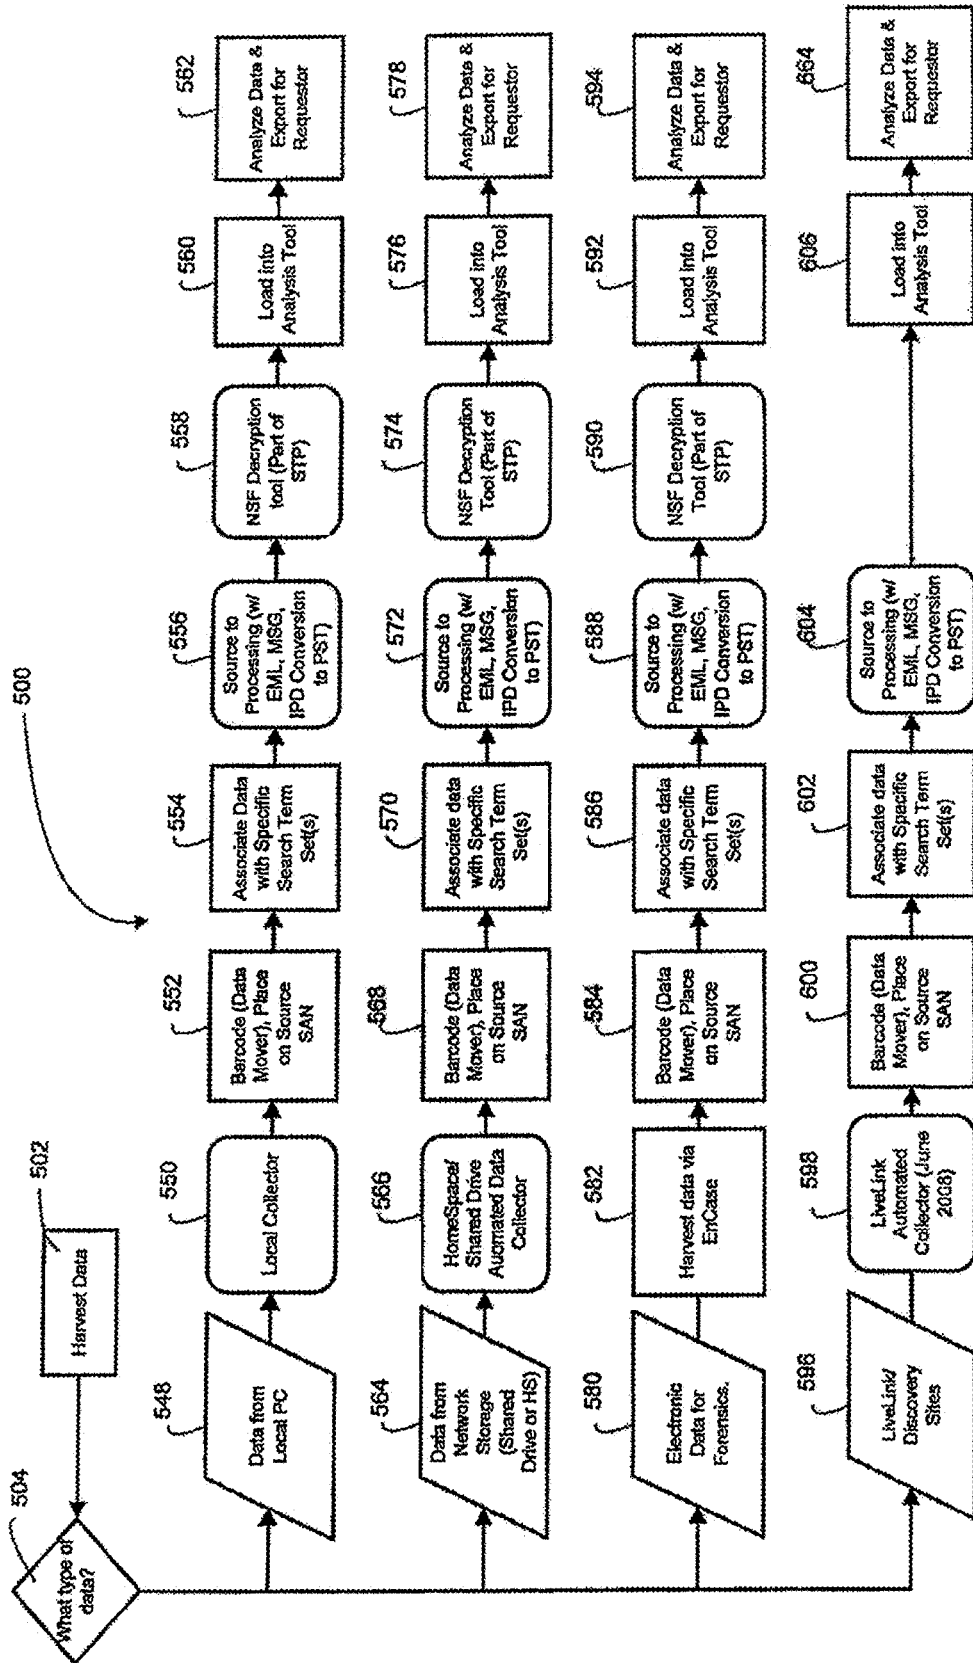 500
502
Harvest Data
504
What type of
data?
548
Data from
Local PC
550
Local Collector
552
Barcode (Data
Mover), Place
on Source
SAN
554
Associate Data
with Specific
Search Term
Set(s)
556
Source to
Processing (w/
EML, MSG,
IPD Conversion
to PST)
558
NSF Decryption
tool (Part of
STP)
560
Load into
Analysis Tool
562
Analyze Data &
Export for
Requestor
564
Data from
Network
Storage
(Shared
Drive or HS)
566
HomeSpace/
Shared Drive
Auomated Data
Collector
568
Barcode (Data
Mover), Place
on Source
SAN
570
Associate data
with Specific
Search Term
Set(s)
572
Source to
Processing (w/
EML, MSG,
IPD Conversion
to PST)
574
NSF Decryption
Tool (Part of
STP)
576
Load into
Analysis Tool
578
Analyze Data &
Export for
Requestor
580
Electronic
Data for
Forensics.
582
Harvest data via
EnCase
584
Barcode (Data
Mover), Place
on Source
SAN
586
Associate data
with Specific
Search Term
Set(s)
588
Source to
Processing (w/
EML, MSG,
IPD Conversion
to PST)
590
NSF Decryption
Tool (Part of
STP)
592
Load into
Analysis Tool
594
Analyze Data &
Export for
Requestor
596
LiveLink/
Discovery
Sites
598
LiveLink
Automated
Collector (June
2008)
600
Barcode (Data
Mover), Place
on Source
SAN
602
Associate data
with Specific
Search Term
Set(s)
604
Source to
Processing (w/
EML, MSG,
IPD Conversion
to PST)
606
Load into
Analysis Tool
664
Analyze Data &
Export for
Requestor